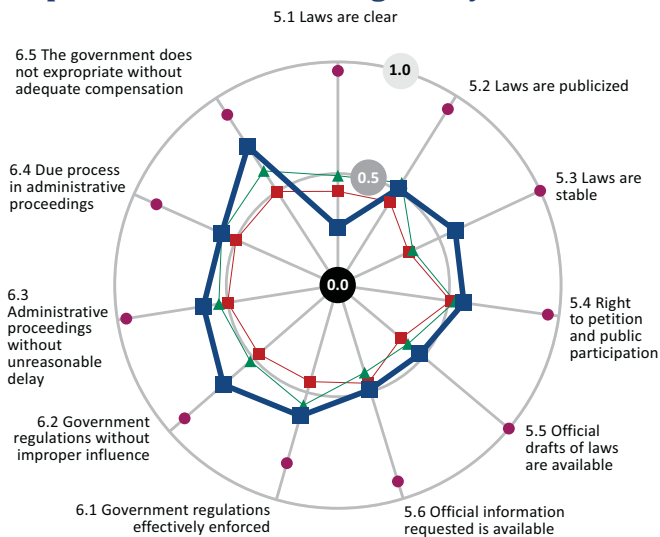 5.1 Laws are clear
6.5 The government does
not expropriate without
adequate compensation
1.0
5.2 Laws are publicized
6.4 Due process
in administrative
proceedings
0.5
5.3 Laws are
stable
0.0
6.3
Administrative
proceedings
without
unreasonable
delay
5.4 Right
to petition
and public
participation
6.2 Government
regulations without
improper influence
5.5 Official
drafts of laws
are available
6.1 Government regulations
effectively enforced
5.6 Official information
requested is available